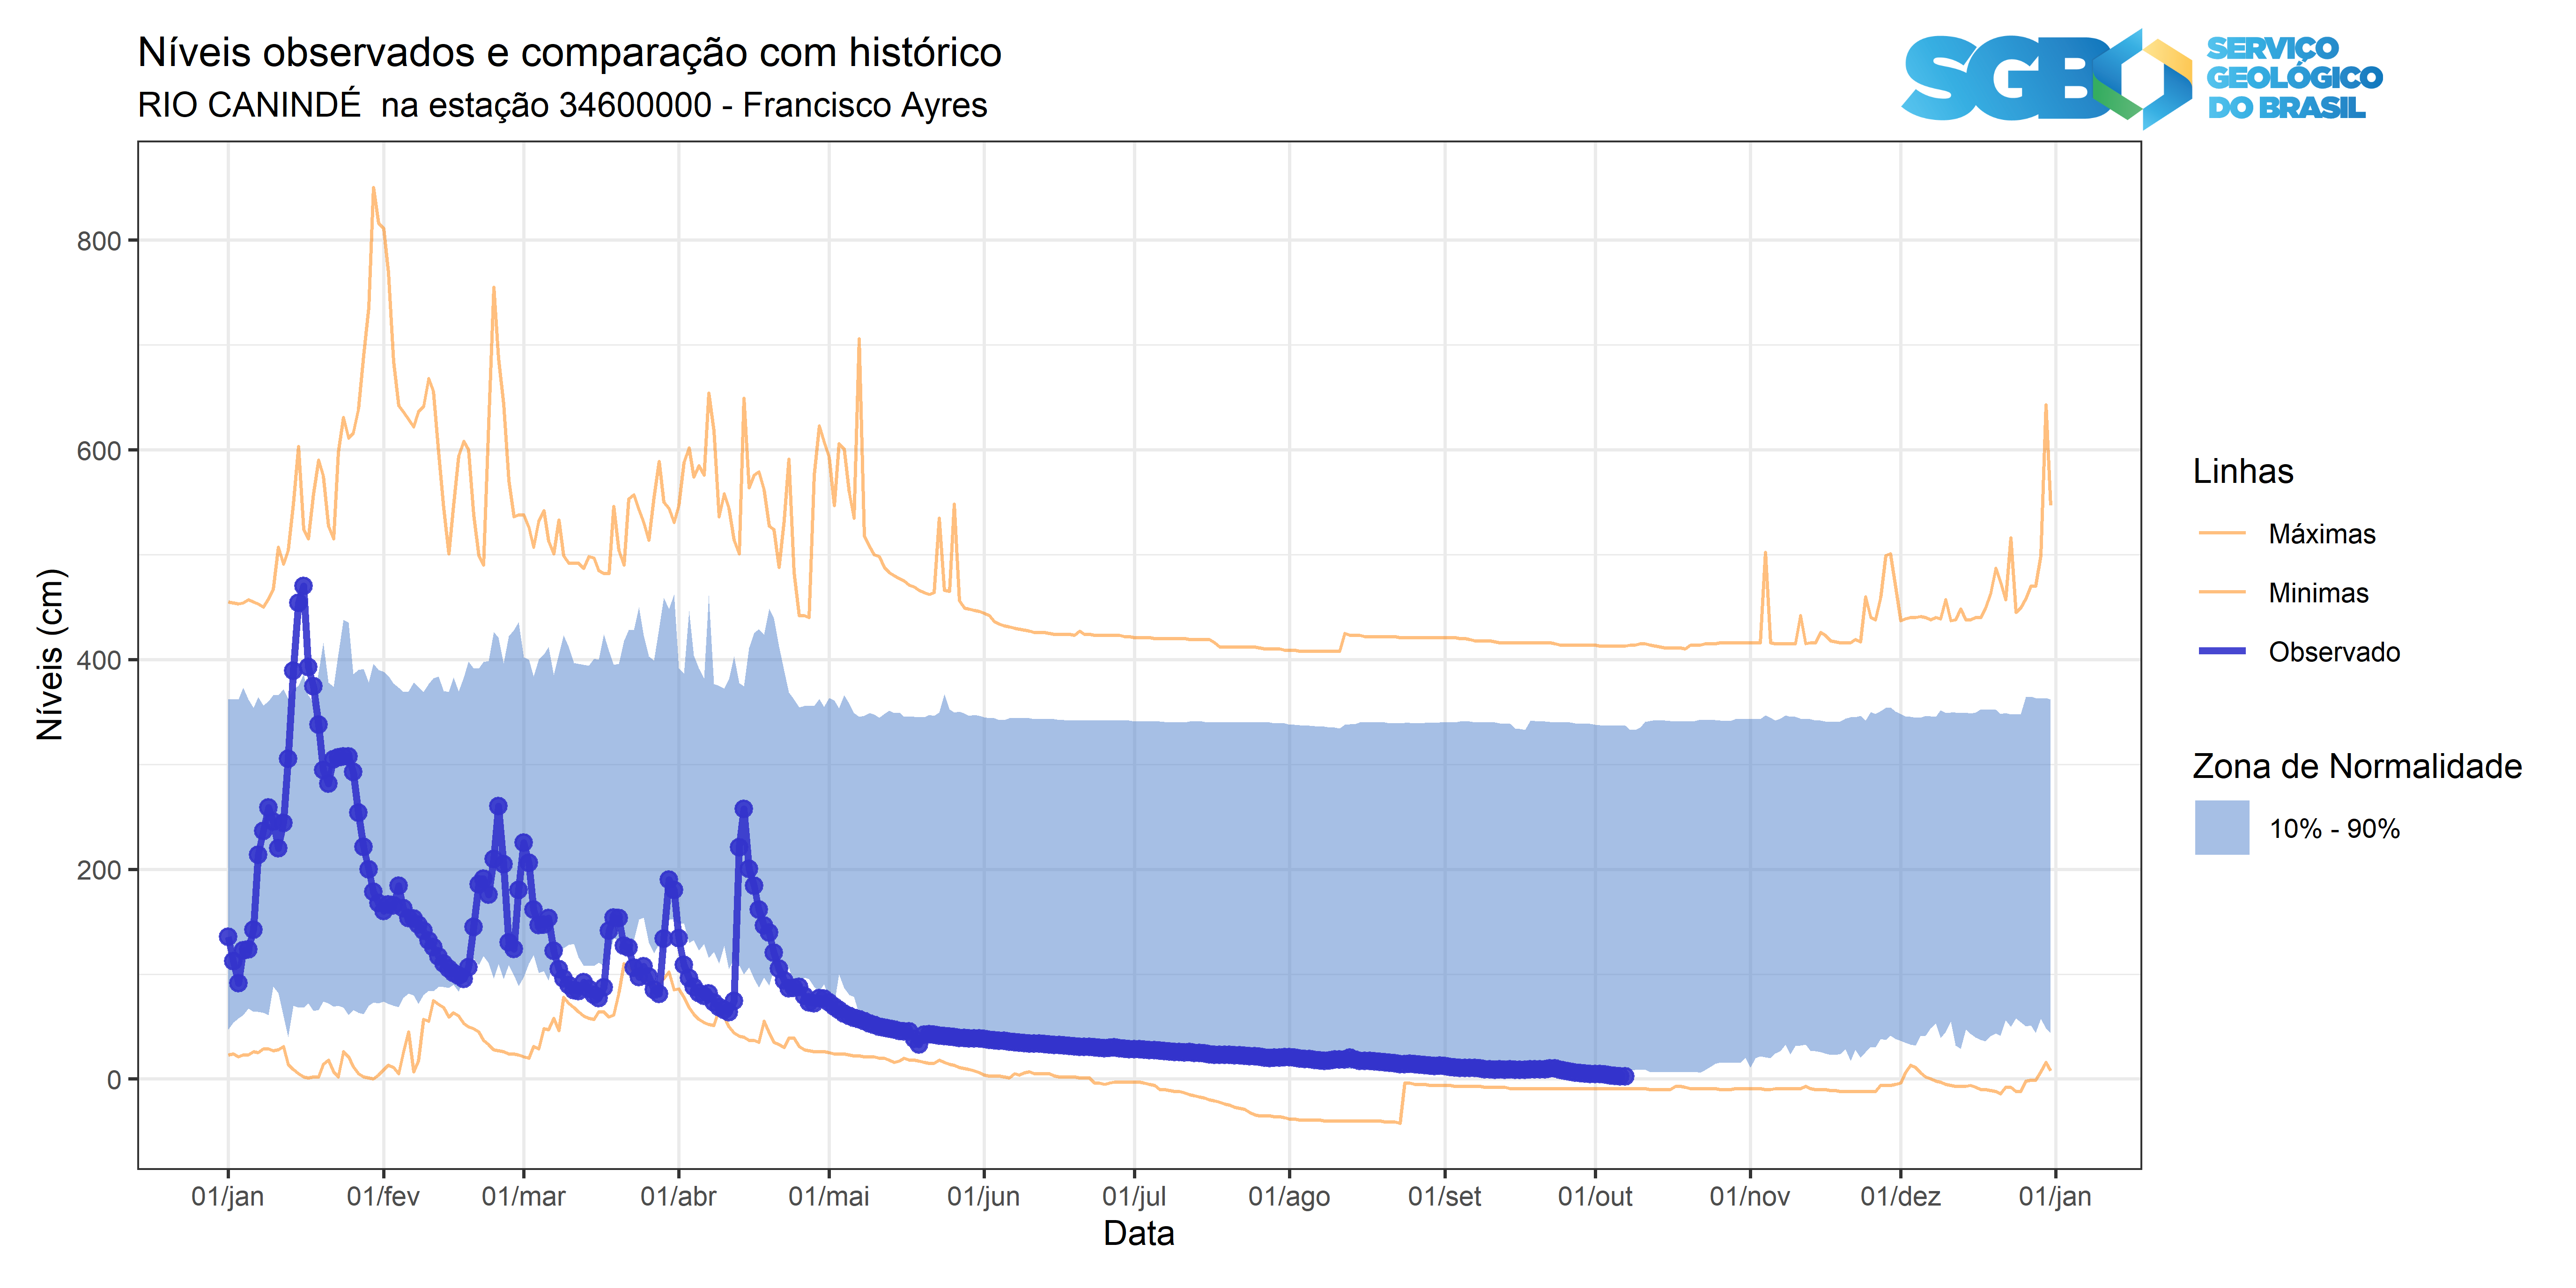 Níveis observados e comparação com histórico
RIO CANINDÉ na estação 34600000 - Francisco Ayres
SGB
SERVIÇO
GEOLÓGICO
DO BRASIL
Níveis (cm)
800
600
400
200
0
01/jan
01/fev
01/mar
01/abr
01/mai
01/jun
01/jul
01/ago
01/set
01/out
01/nov
01/dez
01/jan
Data
Linhas
Máximas
Minimas
Observado
Zona de Normalidade
10% - 90%